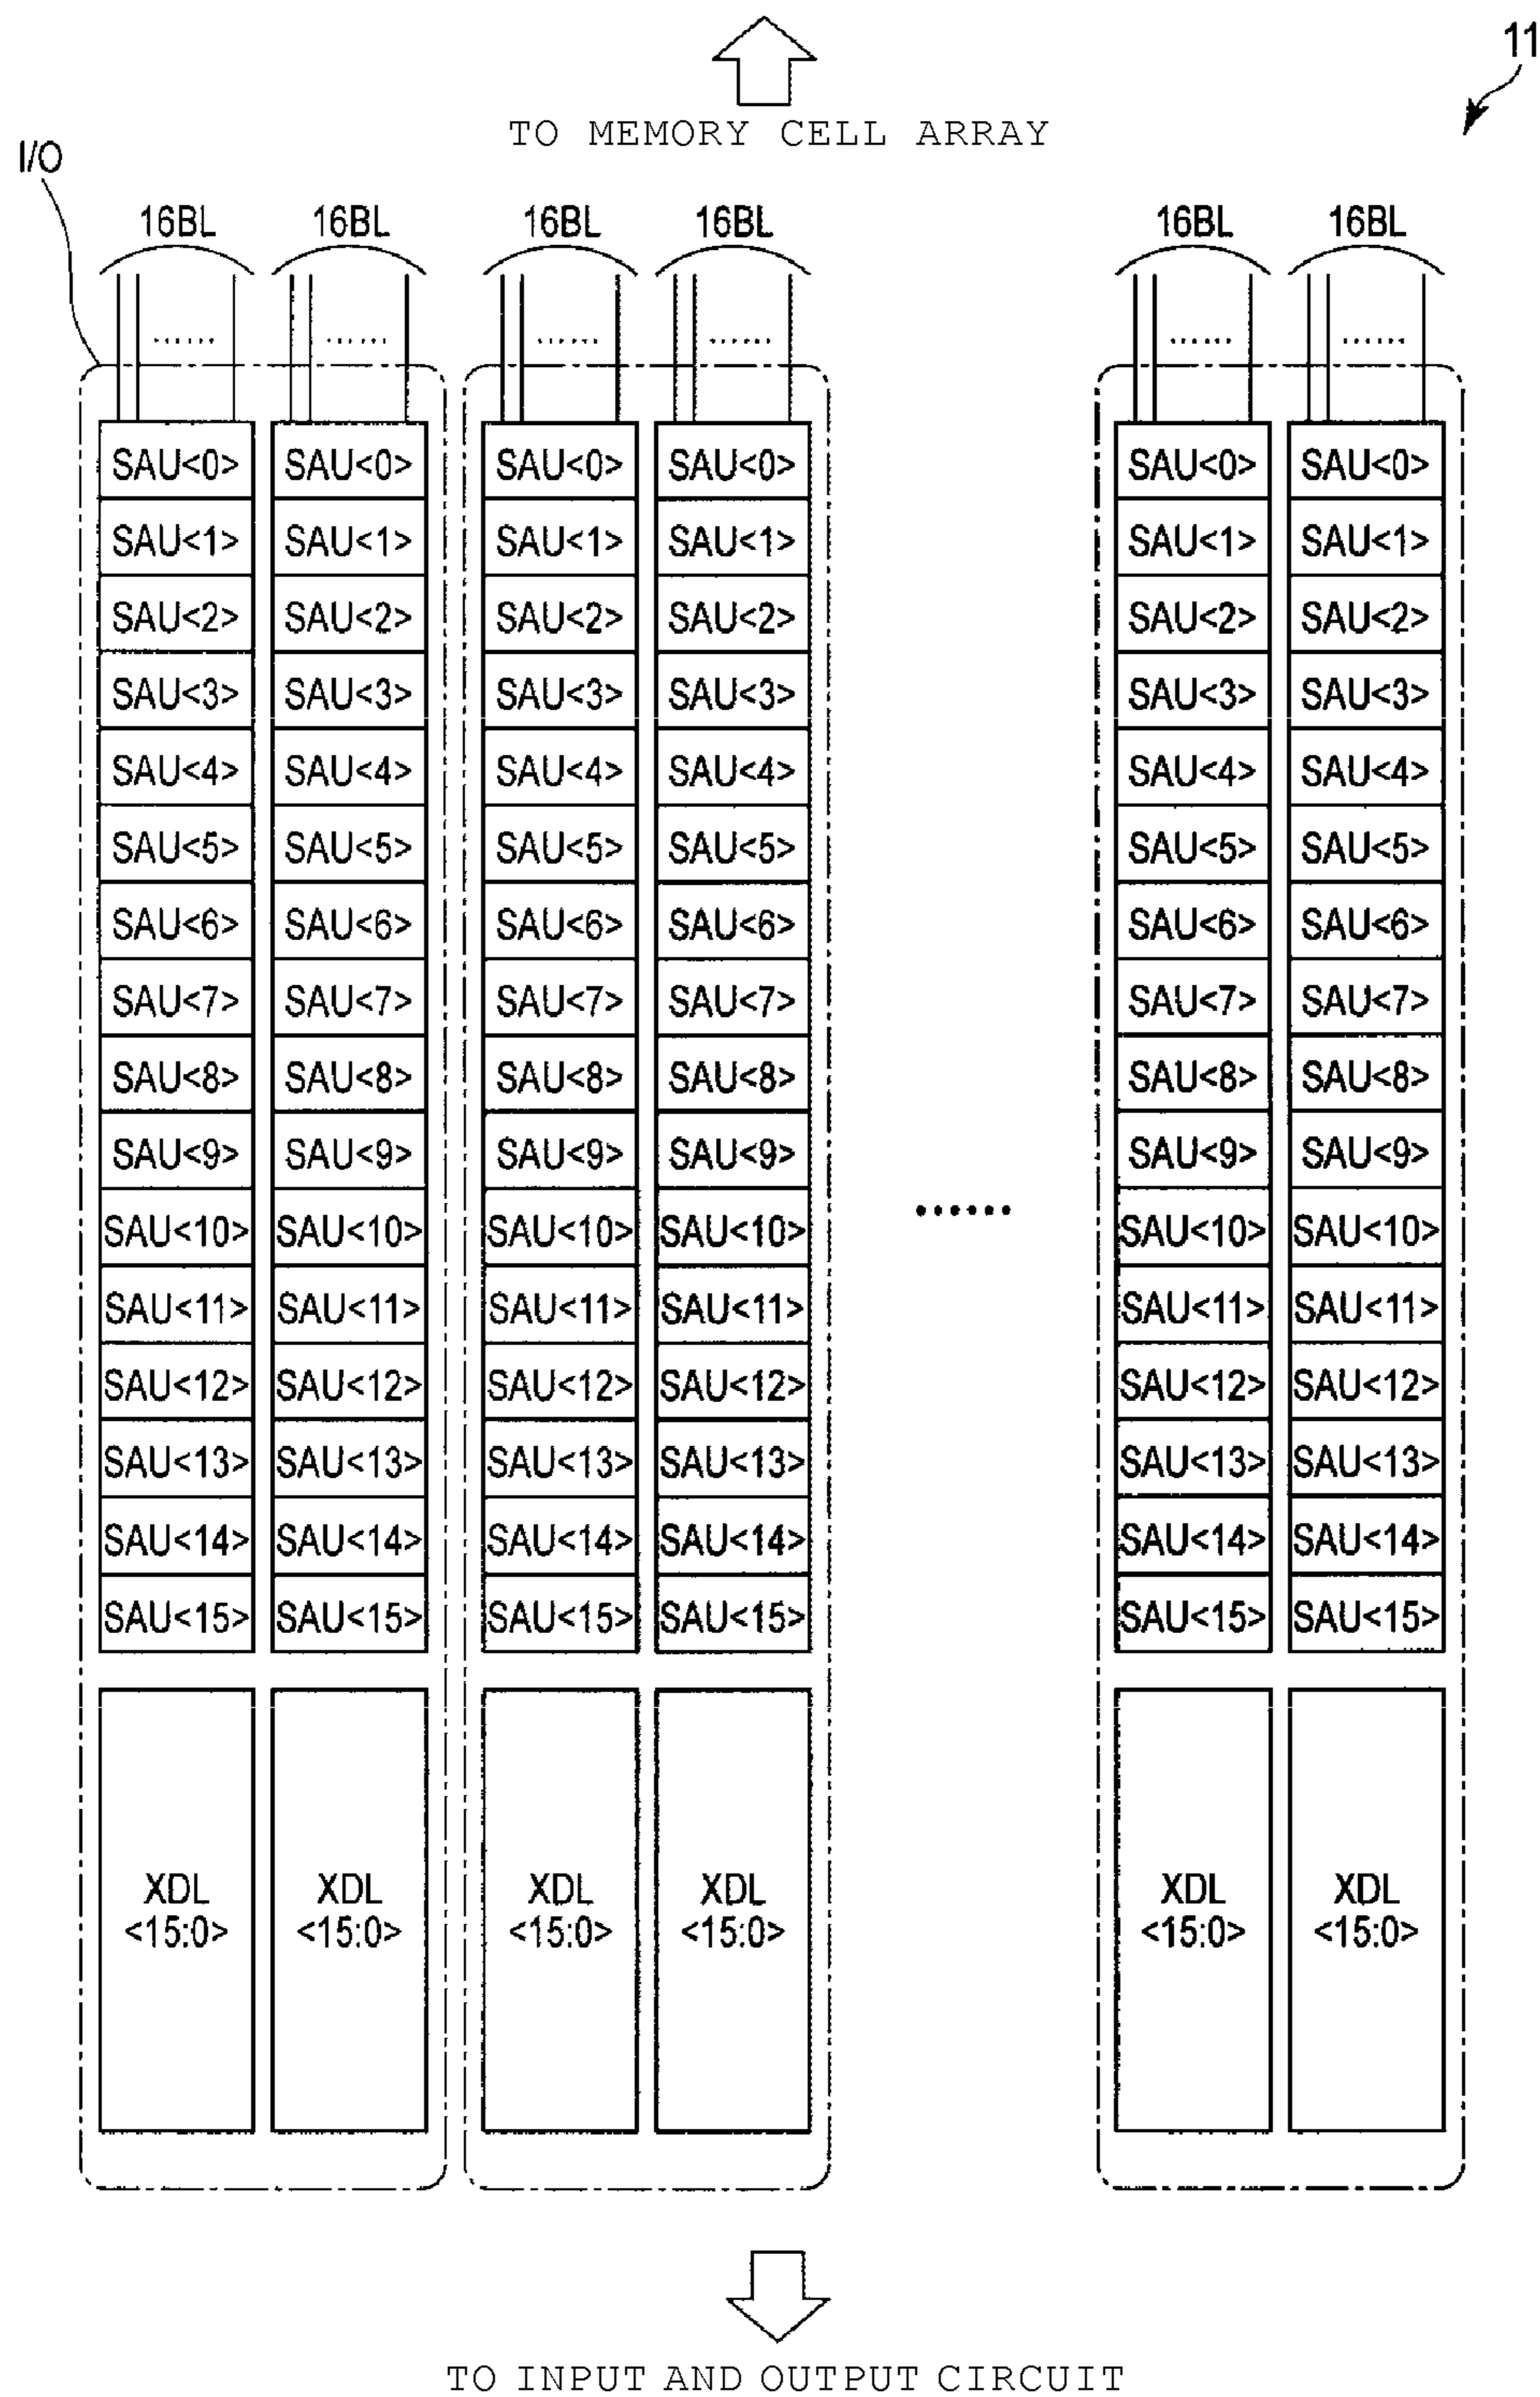 11
TO MEMORY CELL ARRAY
I/O
16BL 16BL 16BL 16BL 16BL 16BL
SAU<0> SAU<0> SAU<0> SAU<0> SAU<0> SAU<0>
SAU<1> SAU<1> SAU<1> SAU<1> SAU<1> SAU<1>
SAU<2> SAU<2> SAU<2> SAU<2> SAU<2> SAU<2>
SAU<3> SAU<3> SAU<3> SAU<3> SAU<3> SAU<3>
SAU<4> SAU<4> SAU<4> SAU<4> SAU<4> SAU<4>
SAU<5> SAU<5> SAU<5> SAU<5> SAU<5> SAU<5>
SAU<6> SAU<6> SAU<6> SAU<6> SAU<6> SAU<6>
SAU<7> SAU<7> SAU<7> SAU<7> SAU<7> SAU<7>
SAU<8> SAU<8> SAU<8> SAU<8> SAU<8> SAU<8>
SAU<9> SAU<9> SAU<9> SAU<9> SAU<9> SAU<9>
SAU<10> SAU<10> SAU<10> SAU<10> SAU<10> SAU<10>
SAU<11> SAU<11> SAU<11> SAU<11> SAU<11> SAU<11>
SAU<12> SAU<12> SAU<12> SAU<12> SAU<12> SAU<12>
SAU<13> SAU<13> SAU<13> SAU<13> SAU<13> SAU<13>
SAU<14> SAU<14> SAU<14> SAU<14> SAU<14> SAU<14>
SAU<15> SAU<15> SAU<15> SAU<15> SAU<15> SAU<15>
XDL XDL XDL XDL XDL XDL
<15:0> <15:0> <15:0> <15:0> <15:0> <15:0>
TO INPUT AND OUTPUT CIRCUIT